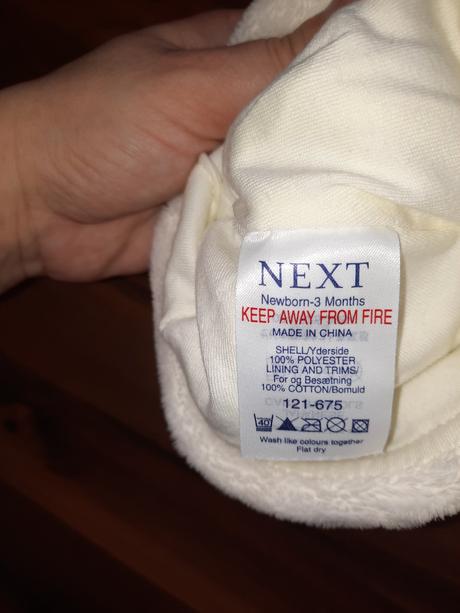 NEXT
Newborn-3 Months
KEEP AWAY FROM FIRE
MADE IN CHINA
SHELL/Yderside
100% POLYESTER
LINING AND TRIMS/
For og Besætning
100% COTTON/Bomuld
121-675
40
Wash like colours together
Flat dry